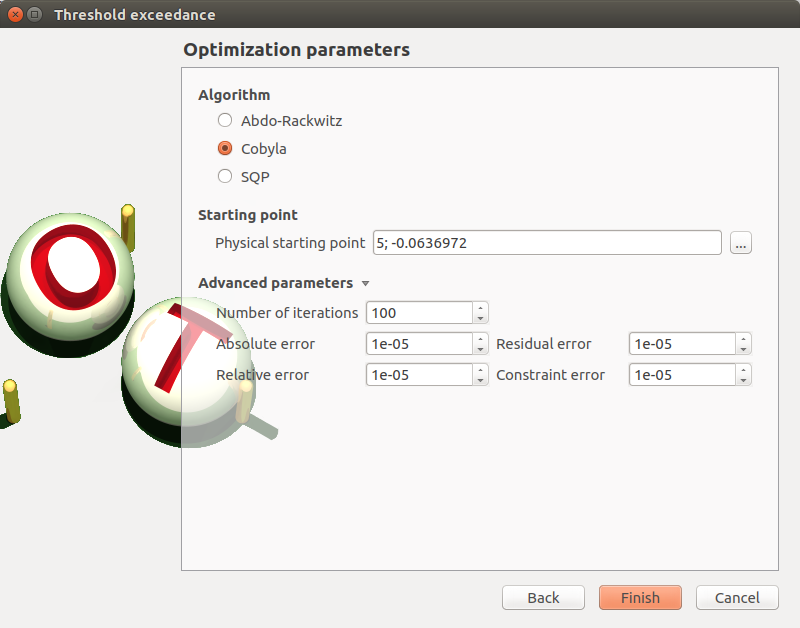 Threshold exceedance
Optimization parameters
Algorithm
Abdo-Rackwitz
Cobyla
SQP
Starting point
Physical starting point 5; -0.0636972 ...
Advanced parameters
Number of iterations 100
Absolute error 1e-05 Residual error 1e-05
Relative error 1e-05 Constraint error 1e-05
O
T
Back Finish Cancel